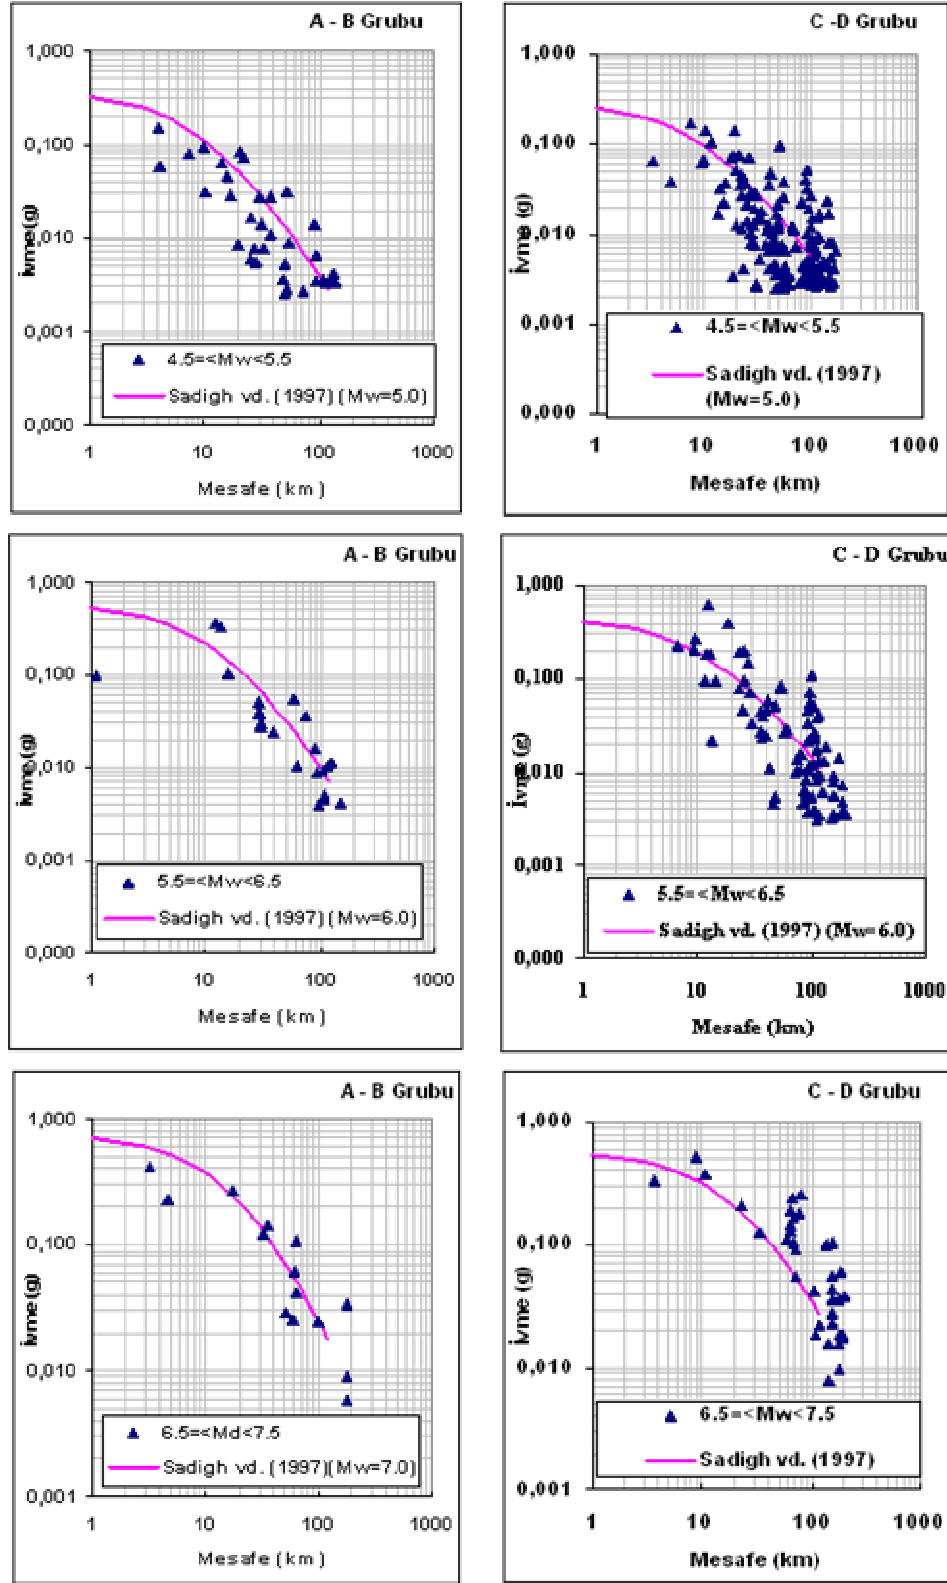 A - B Grubu
1,000
0,100
0,010
0,001
0,000
İvme (g)
4.5=<Mw<5.5
Sadigh vd. (1997) (Mw=5.0)
1 10 100 1000
Mesafe (km)
C -D Grubu
1,000
0,100
0,010
0,001
0,000
İvme (g)
4.5=<Mw<5.5
Sadigh vd. (1997)
(Mw=5.0)
1 10 100 1000
Mesafe (km)
A - B Grubu
1,000
0,100
0,010
0,001
0,000
İvme (g)
5.5=<Mw<6.5
Sadigh vd. (1997) (Mw=6.0)
1 10 100 1000
Mesafe (km)
C - D Grubu
1,000
0,100
0,010
0,001
0,000
İvme (g)
5.5=<Mw<6.5
Sadigh vd. (1997) (Mw=6.0)
1 10 100 1000
Mesafe (km)
A - B Grubu
1,000
0,100
0,010
0,001
İvme (g)
6.5=<Md<7.5
Sadigh vd. (1997)(Mw=7.0)
1 10 100 1000
Mesafe (km)
C - D Grubu
1,000
0,100
0,010
0,001
İvme (g)
6.5=<Mw<7.5
Sadigh vd. (1997)
1 10 100 1000
Mesafe (km)